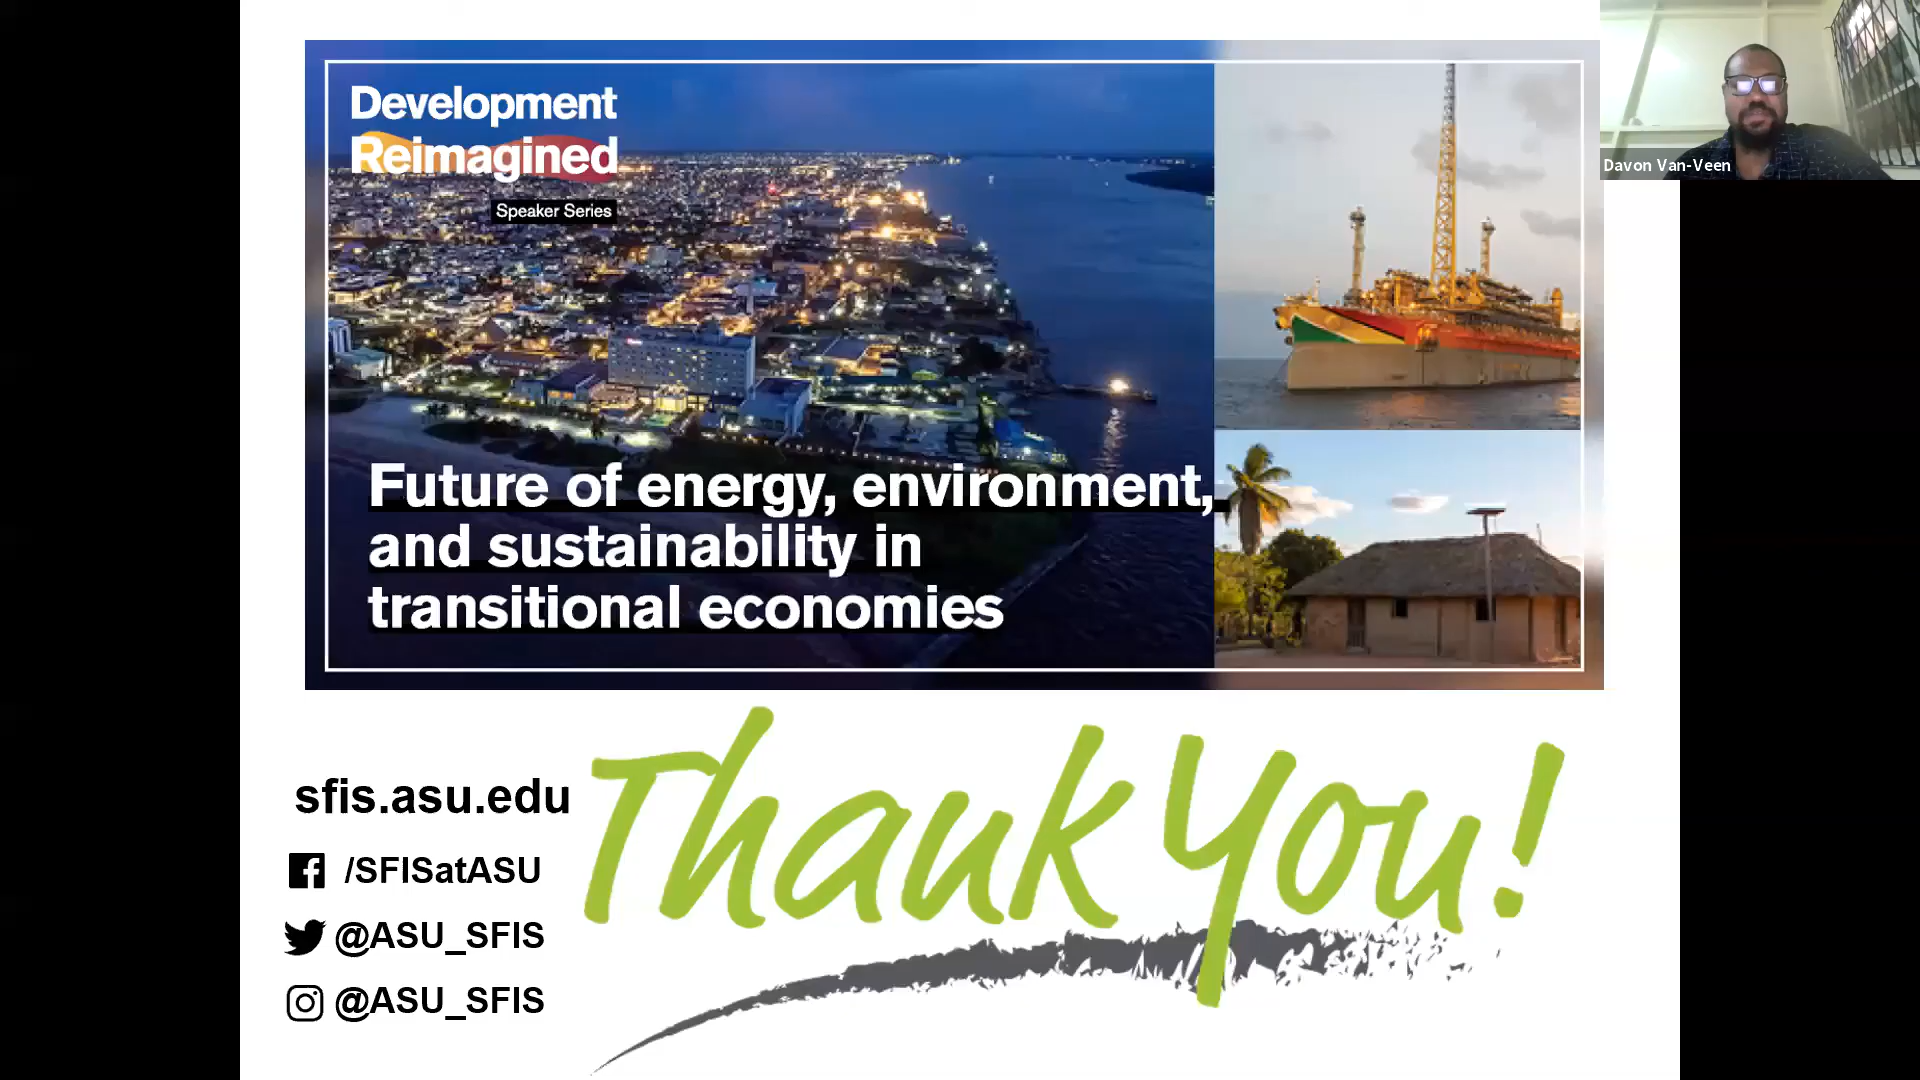 Development
Reimagined
Speaker Series
Future of energy, environment,
and sustainability in
transitional economies
Davon Van-Veen
Thank You!
sfis.asu.edu
/SFISatASU
@ASU_SFIS
@ASU_SFIS